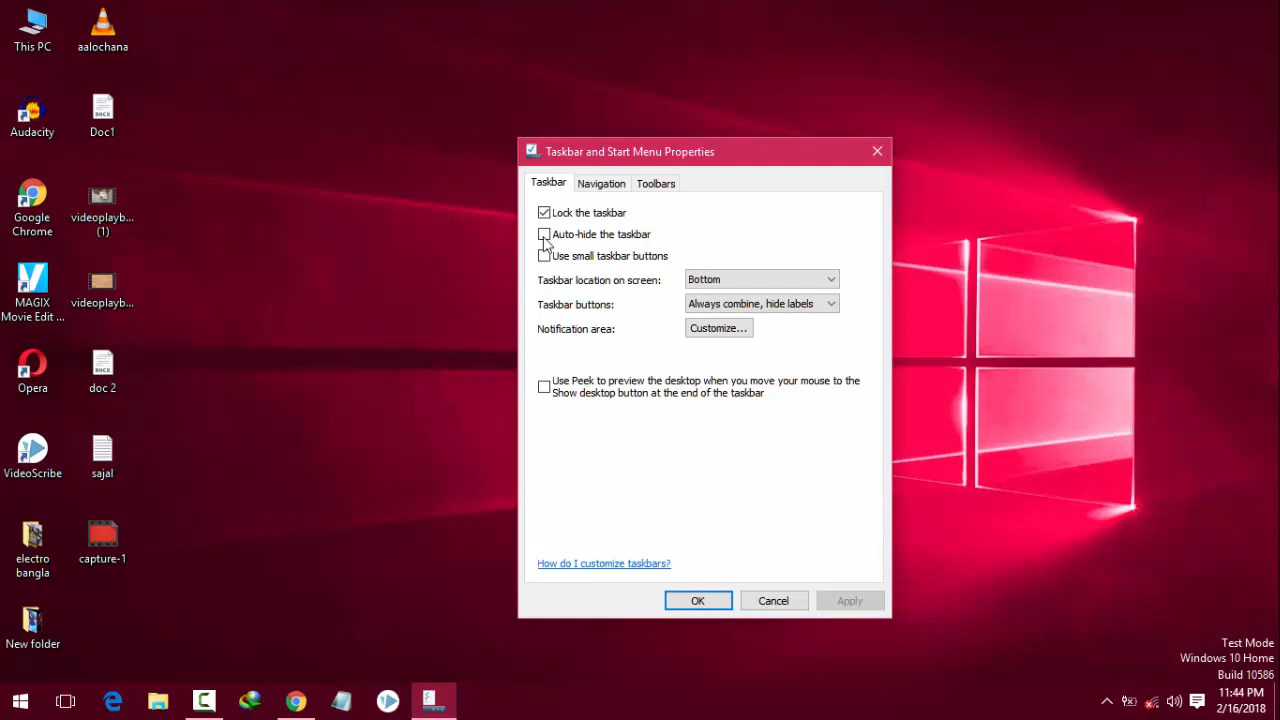 This PC
aalochana
Audacity
Doc1
Google
Chrome
videoplayb...
(1)
MAGIX
Movie Edit ...
videoplayb...
Opera
doc 2
VideoScribe
sajal
electro
bangla
capture-1
New folder
Taskbar and Start Menu Properties
Taskbar
Navigation
Toolbars
Lock the taskbar
Auto-hide the taskbar
Use small taskbar buttons
Taskbar location on screen:
Bottom
Taskbar buttons:
Always combine, hide labels
Notification area:
Customize...
Use Peek to preview the desktop when you move your mouse to the
Show desktop button at the end of the taskbar
How do I customize taskbars?
OK
Cancel
Apply
Test Mode
Windows 10 Home
Build 10586
11:44 PM
2/16/2018